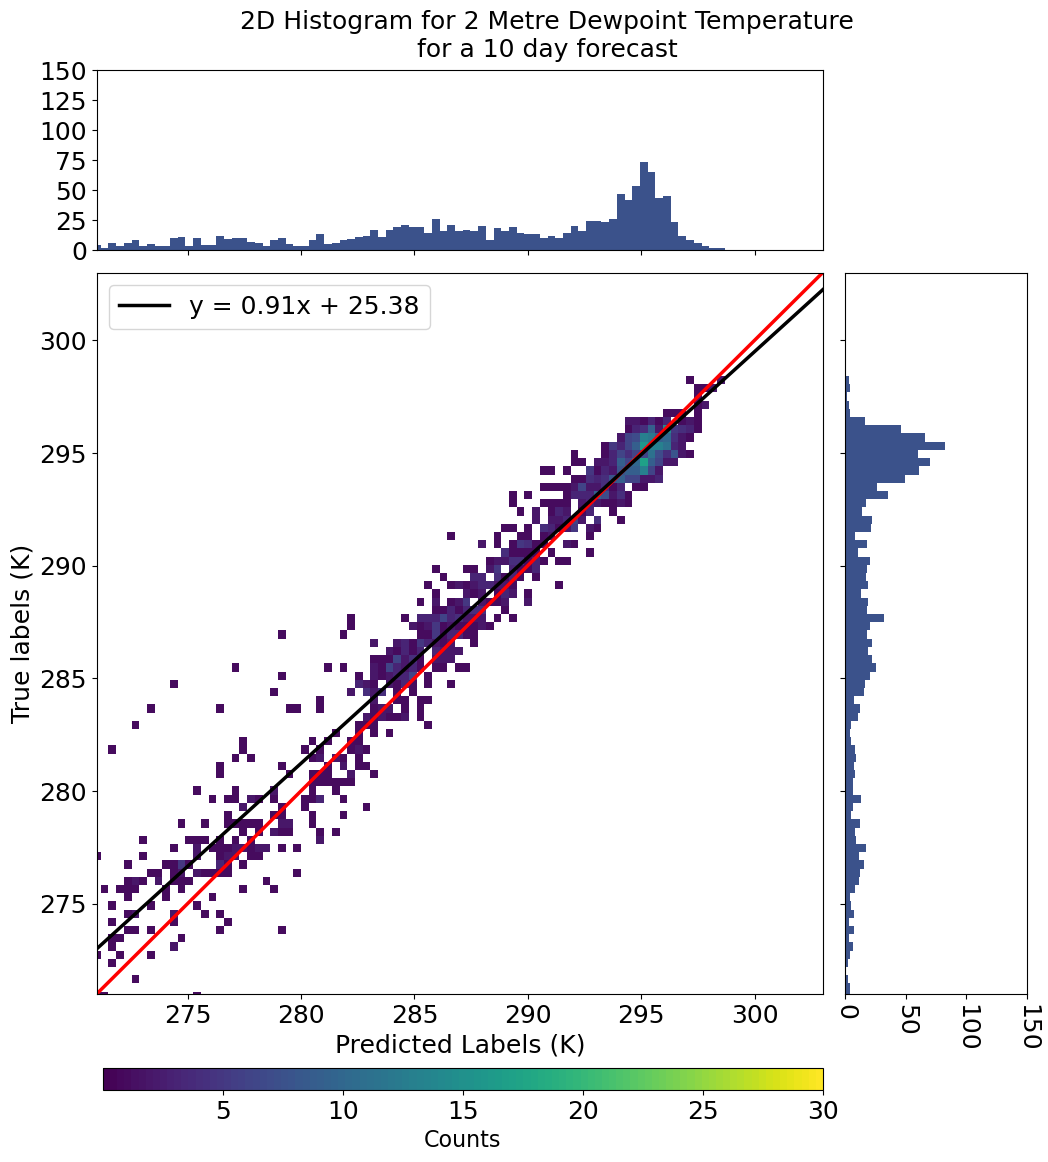 2D Histogram for 2 Metre Dewpoint Temperature
for a 10 day forecast
150
125
100
75
50
25
0
y = 0.91x + 25.38
300
295
290
285
280
275
True labels (K)
275 280 285 290 295 300
Predicted Labels (K)
0 50 100 150
5 10 15 20 25 30
Counts